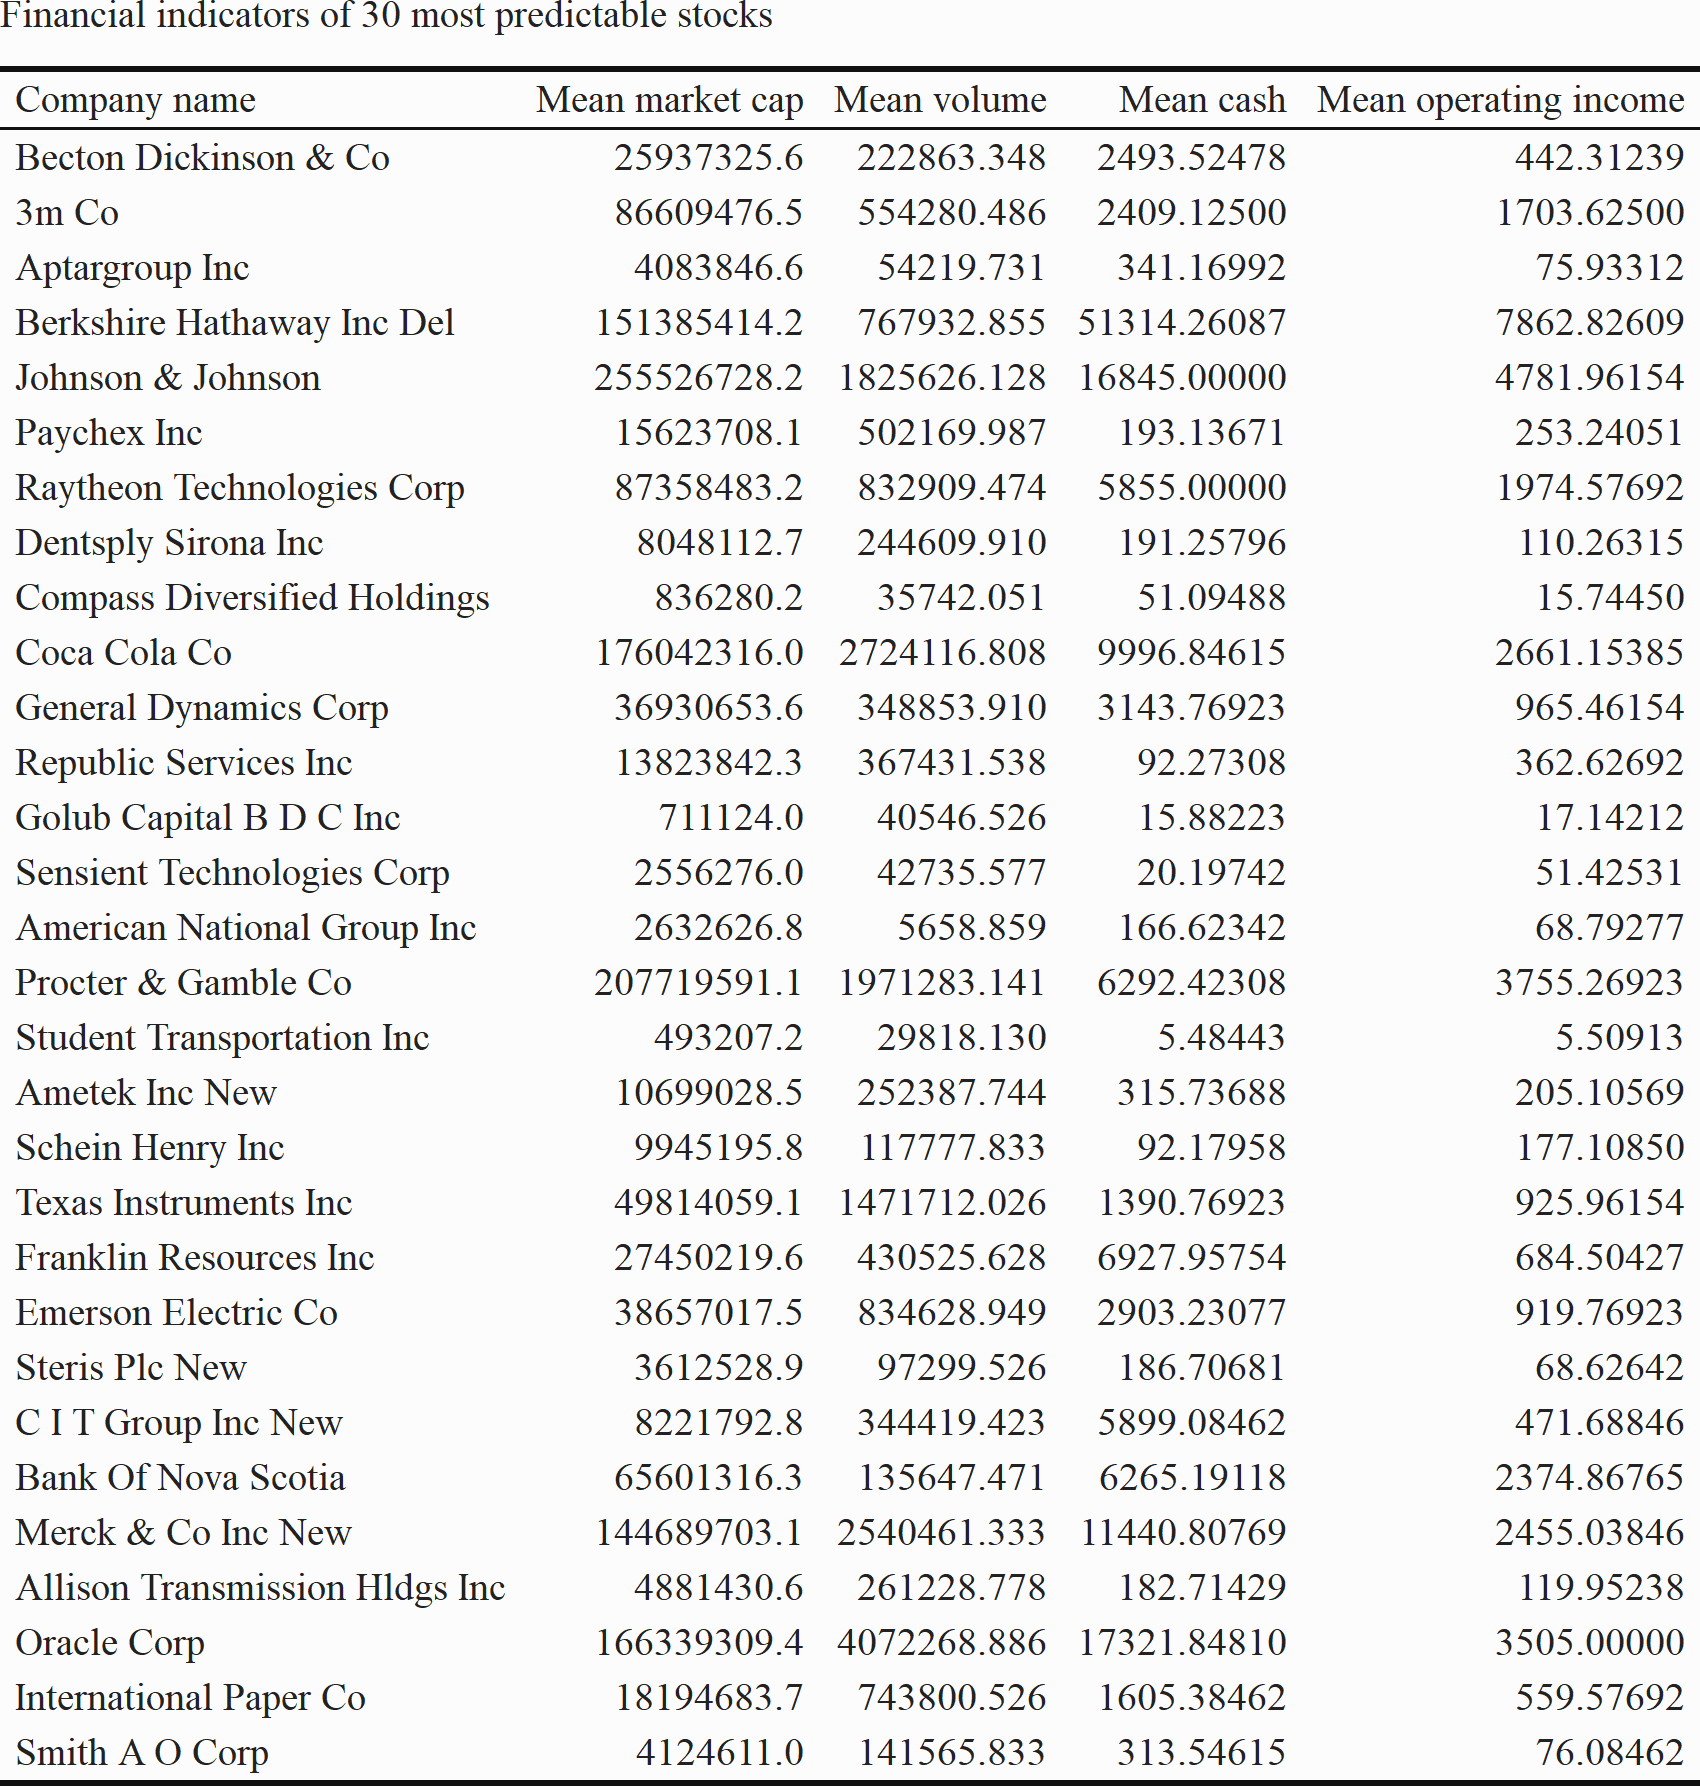 Financial indicators of 30 most predictable stocks
Company name Mean market cap Mean volume Mean cash Mean operating income
Becton Dickinson & Co 25937325.6 222863.348 2493.52478 442.31239
3m Co 86609476.5 554280.486 2409.12500 1703.62500
Aptargroup Inc 4083846.6 54219.731 341.16992 75.93312
Berkshire Hathaway Inc Del 151385414.2 767932.855 51314.26087 7862.82609
Johnson & Johnson 255526728.2 1825626.128 16845.00000 4781.96154
Paychex Inc 15623708.1 502169.987 193.13671 253.24051
Raytheon Technologies Corp 87358483.2 832909.474 5855.00000 1974.57692
Dentsply Sirona Inc 8048112.7 244609.910 191.25796 110.26315
Compass Diversified Holdings 836280.2 35742.051 51.09488 15.74450
Coca Cola Co 176042316.0 2724116.808 9996.84615 2661.15385
General Dynamics Corp 36930653.6 348853.910 3143.76923 965.46154
Republic Services Inc 13823842.3 367431.538 92.27308 362.62692
Golub Capital B D C Inc 711124.0 40546.526 15.88223 17.14212
Sensient Technologies Corp 2556276.0 42735.577 20.19742 51.42531
American National Group Inc 2632626.8 5658.859 166.62342 68.79277
Procter & Gamble Co 207719591.1 1971283.141 6292.42308 3755.26923
Student Transportation Inc 493207.2 29818.130 5.48443 5.50913
Ametek Inc New 10699028.5 252387.744 315.73688 205.10569
Schein Henry Inc 9945195.8 117777.833 92.17958 177.10850
Texas Instruments Inc 49814059.1 1471712.026 1390.76923 925.96154
Franklin Resources Inc 27450219.6 430525.628 6927.95754 684.50427
Emerson Electric Co 38657017.5 834628.949 2903.23077 919.76923
Steris Plc New 3612528.9 97299.526 186.70681 68.62642
C I T Group Inc New 8221792.8 344419.423 5899.08462 471.68846
Bank Of Nova Scotia 65601316.3 135647.471 6265.19118 2374.86765
Merck & Co Inc New 144689703.1 2540461.333 11440.80769 2455.03846
Allison Transmission Hldgs Inc 4881430.6 261228.778 182.71429 119.95238
Oracle Corp 166339309.4 4072268.886 17321.84810 3505.00000
International Paper Co 18194683.7 743800.526 1605.38462 559.57692
Smith A O Corp 4124611.0 141565.833 313.54615 76.08462